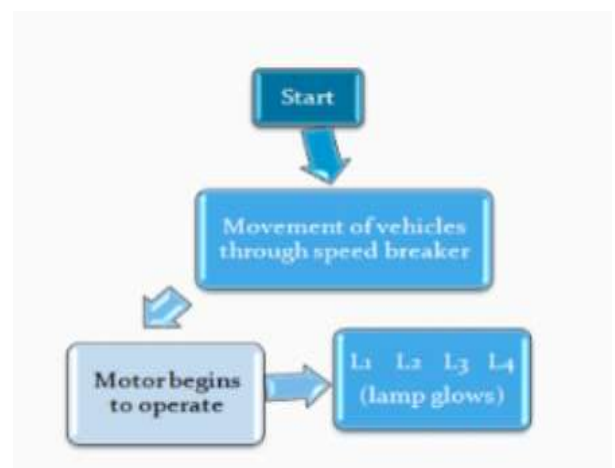 Start
Movement of vehicles
through speed breaker
Motor begins
to operate
L1 L2 L3 L4
(lamp glows)